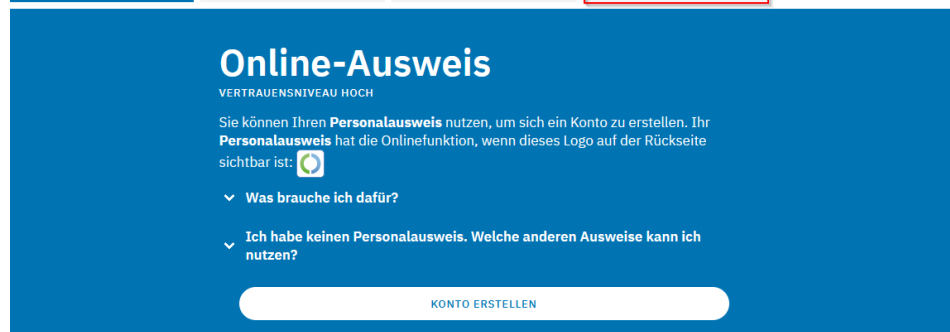 Online-Ausweis
VERTRAUENSNIVEAU HOCH
Sie können Ihren Personalausweis nutzen, um sich ein Konto zu erstellen. Ihr
Personalausweis hat die Onlinefunktion, wenn dieses Logo auf der Rückseite
sichtbar ist:
Was brauche ich dafür?
Ich habe keinen Personalausweis. Welche anderen Ausweise kann ich
nutzen?
KONTO ERSTELLEN